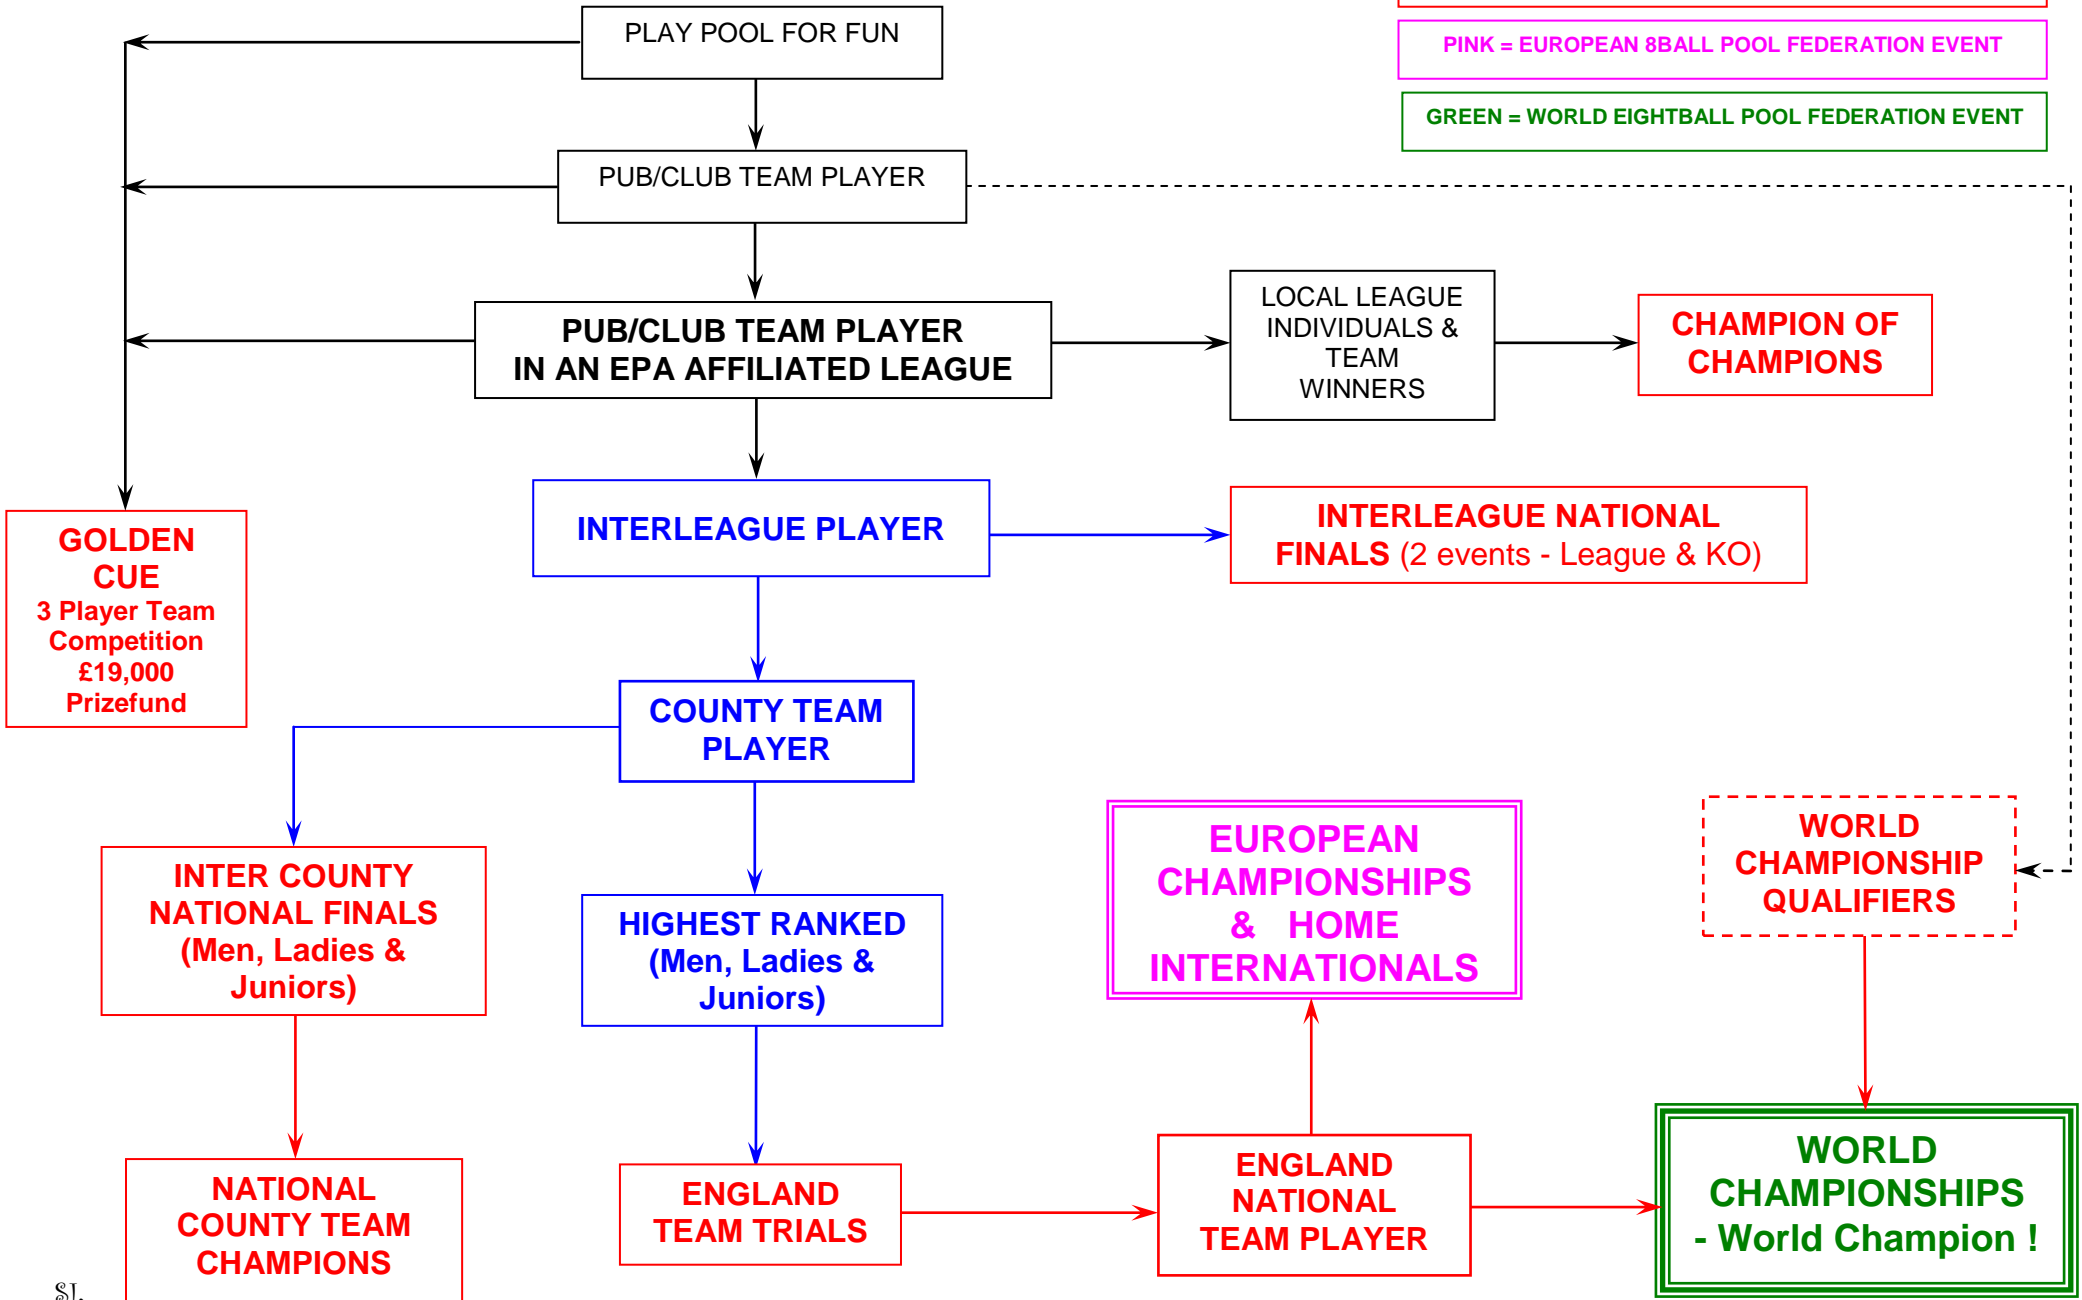 PLAY POOL FOR FUN
PINK = EUROPEAN 8BALL POOL FEDERATION EVENT
GREEN = WORLD EIGHTBALL POOL FEDERATION EVENT
PUB/CLUB TEAM PLAYER
PUB/CLUB TEAM PLAYER
IN AN EPA AFFILIATED LEAGUE
LOCAL LEAGUE
INDIVIDUALS &
TEAM
WINNERS
CHAMPION OF
CHAMPIONS
GOLDEN
CUE
3 Player Team
Competition
£19,000
Prizefund
INTERLEAGUE PLAYER
INTERLEAGUE NATIONAL
FINALS (2 events - League & KO)
COUNTY TEAM
PLAYER
INTER COUNTY
NATIONAL FINALS
(Men, Ladies &
Juniors)
HIGHEST RANKED
(Men, Ladies &
Juniors)
EUROPEAN
CHAMPIONSHIPS
& HOME
INTERNATIONALS
WORLD
CHAMPIONSHIP
QUALIFIERS
NATIONAL
COUNTY TEAM
CHAMPIONS
ENGLAND
TEAM TRIALS
ENGLAND
NATIONAL
TEAM PLAYER
WORLD
CHAMPIONSHIPS
- World Champion !